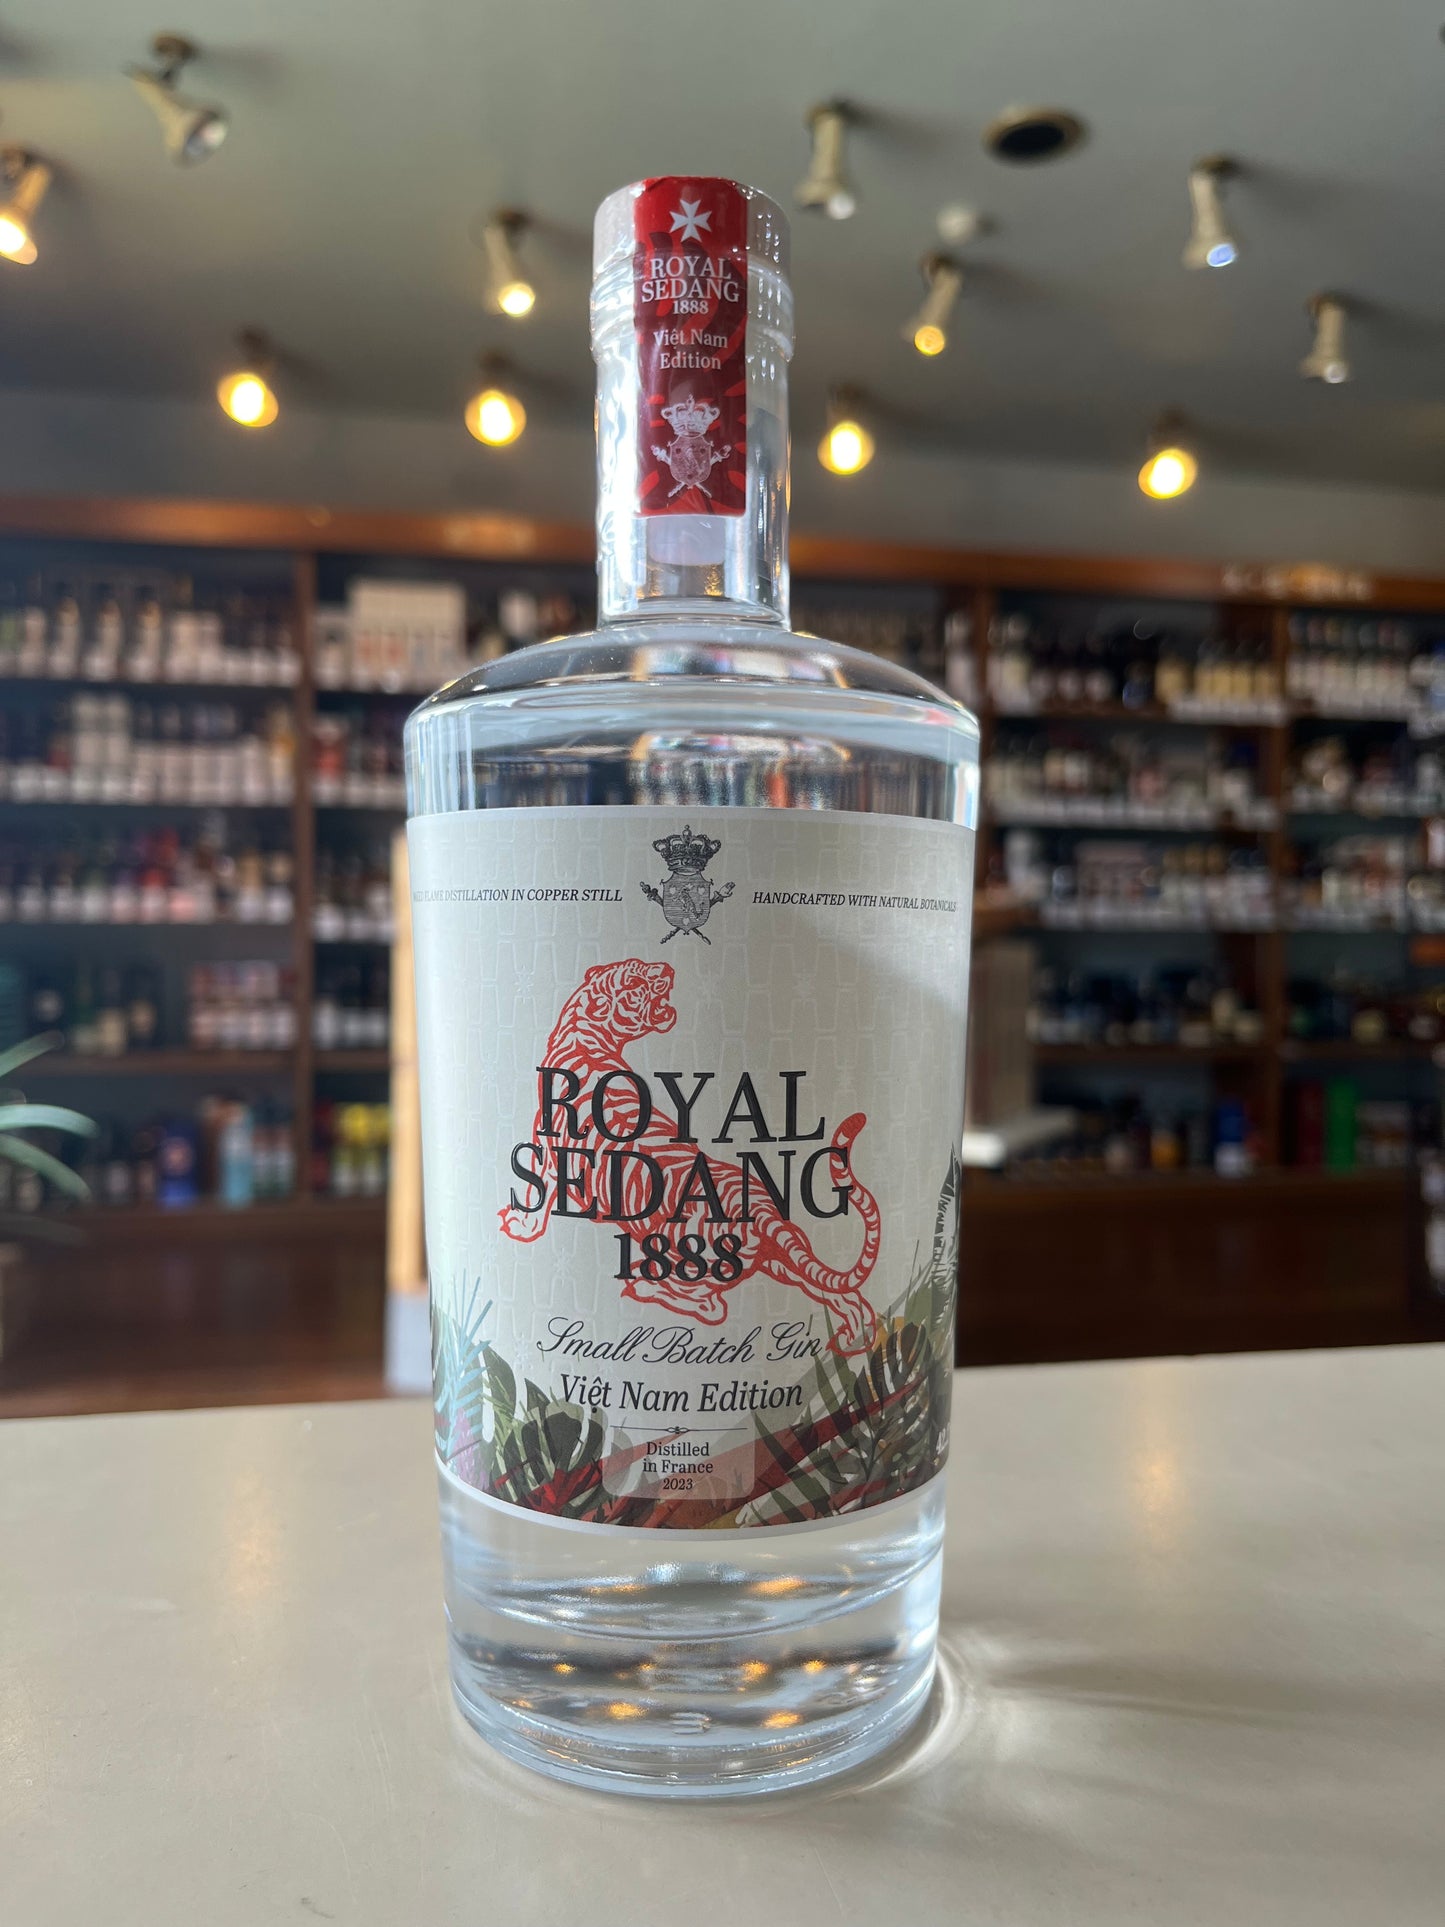 ROYAL
SEDANG
1888
Việt Nam
Edition
FLAME DISTILLATION IN COPPER STILL
HANDCRAFTED WITH NATURAL BOTANICALS
ROYAL
SEDANG
1888
Small Batch Gin
Việt Nam Edition
Distilled
in France
2023